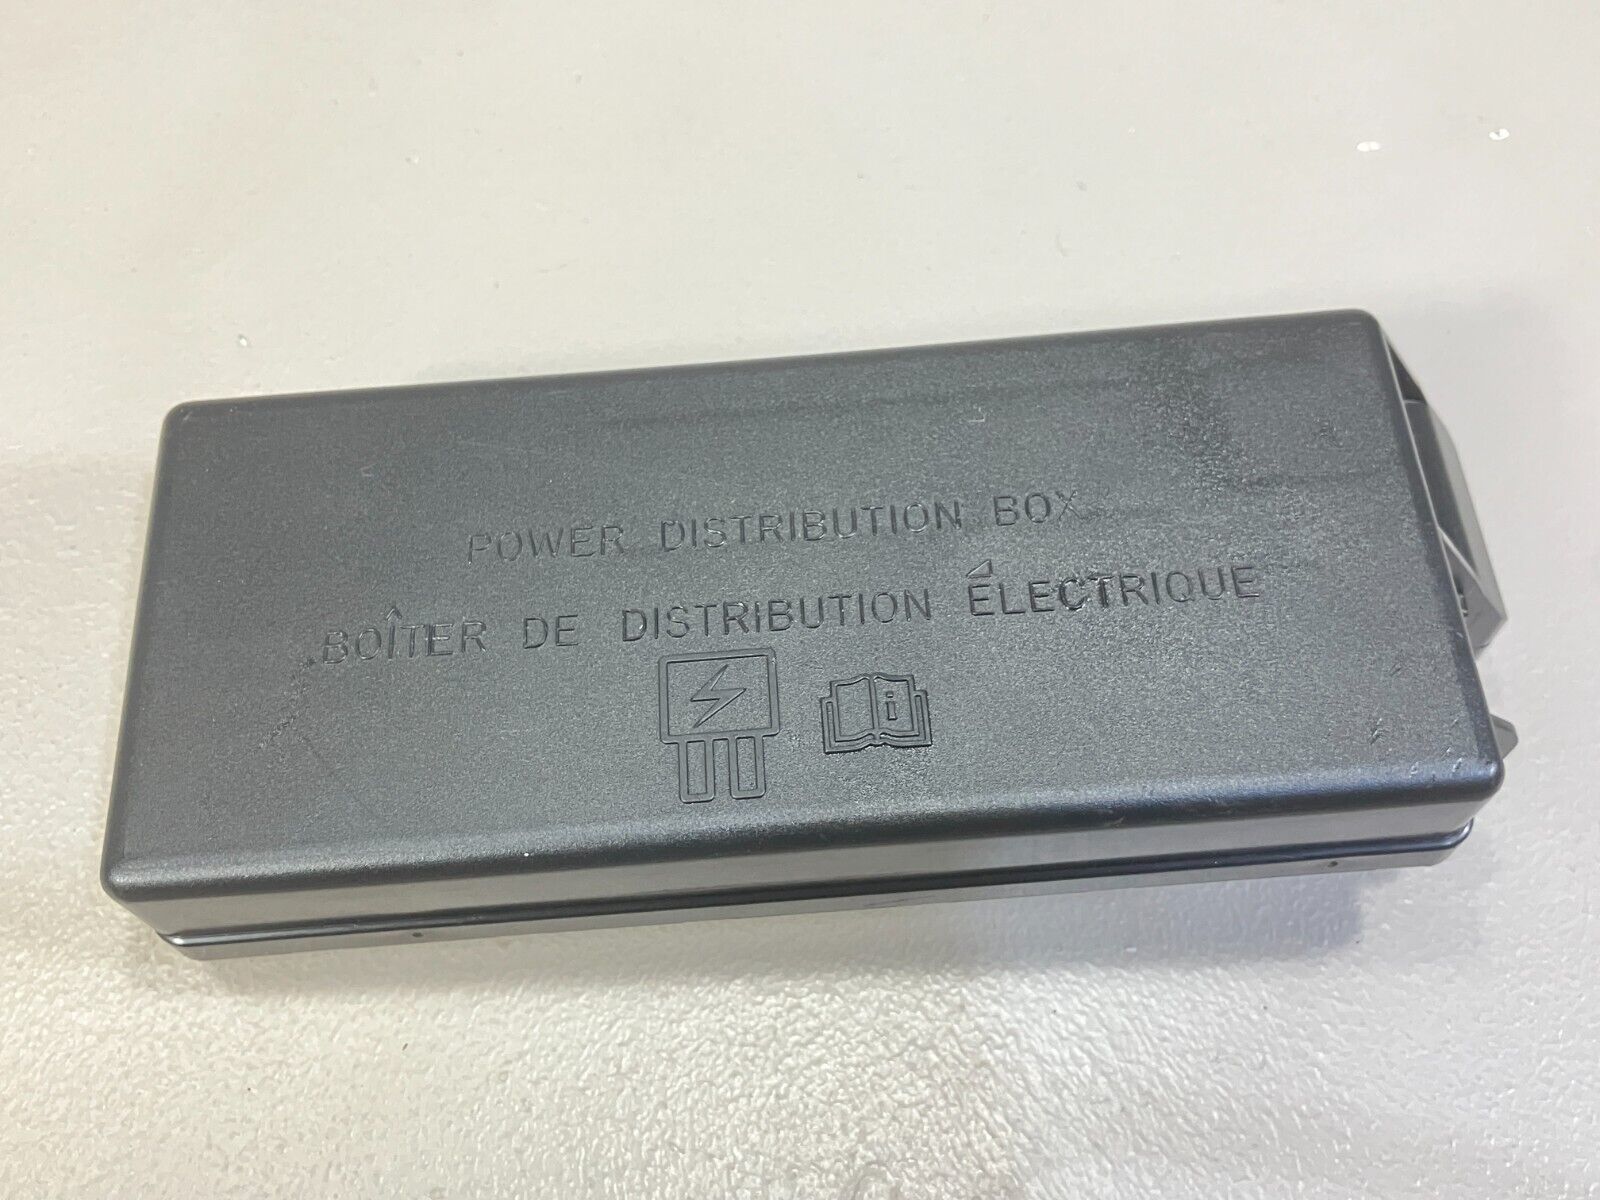 POWER DISTRIBUTION BOX
BOÎTIER DE DISTRIBUTION ÉLECTRIQUE
i